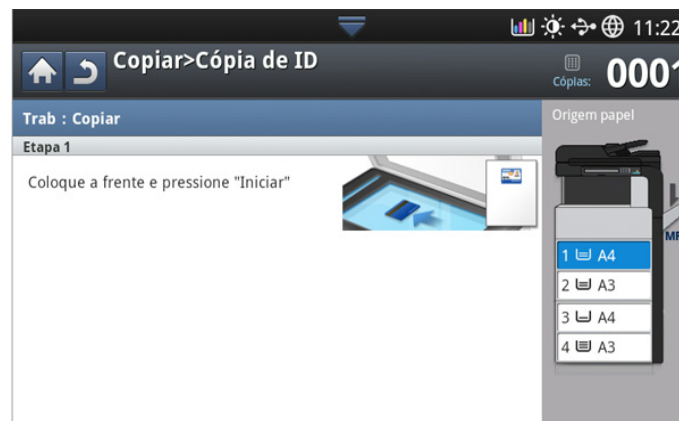 11:22
Copiar>Cópia de ID
Cópias:
0001
Trab : Copiar
Origem papel
Etapa 1
Coloque a frente e pressione "Iniciar"
1 A4
2 A3
3 A4
4 A3